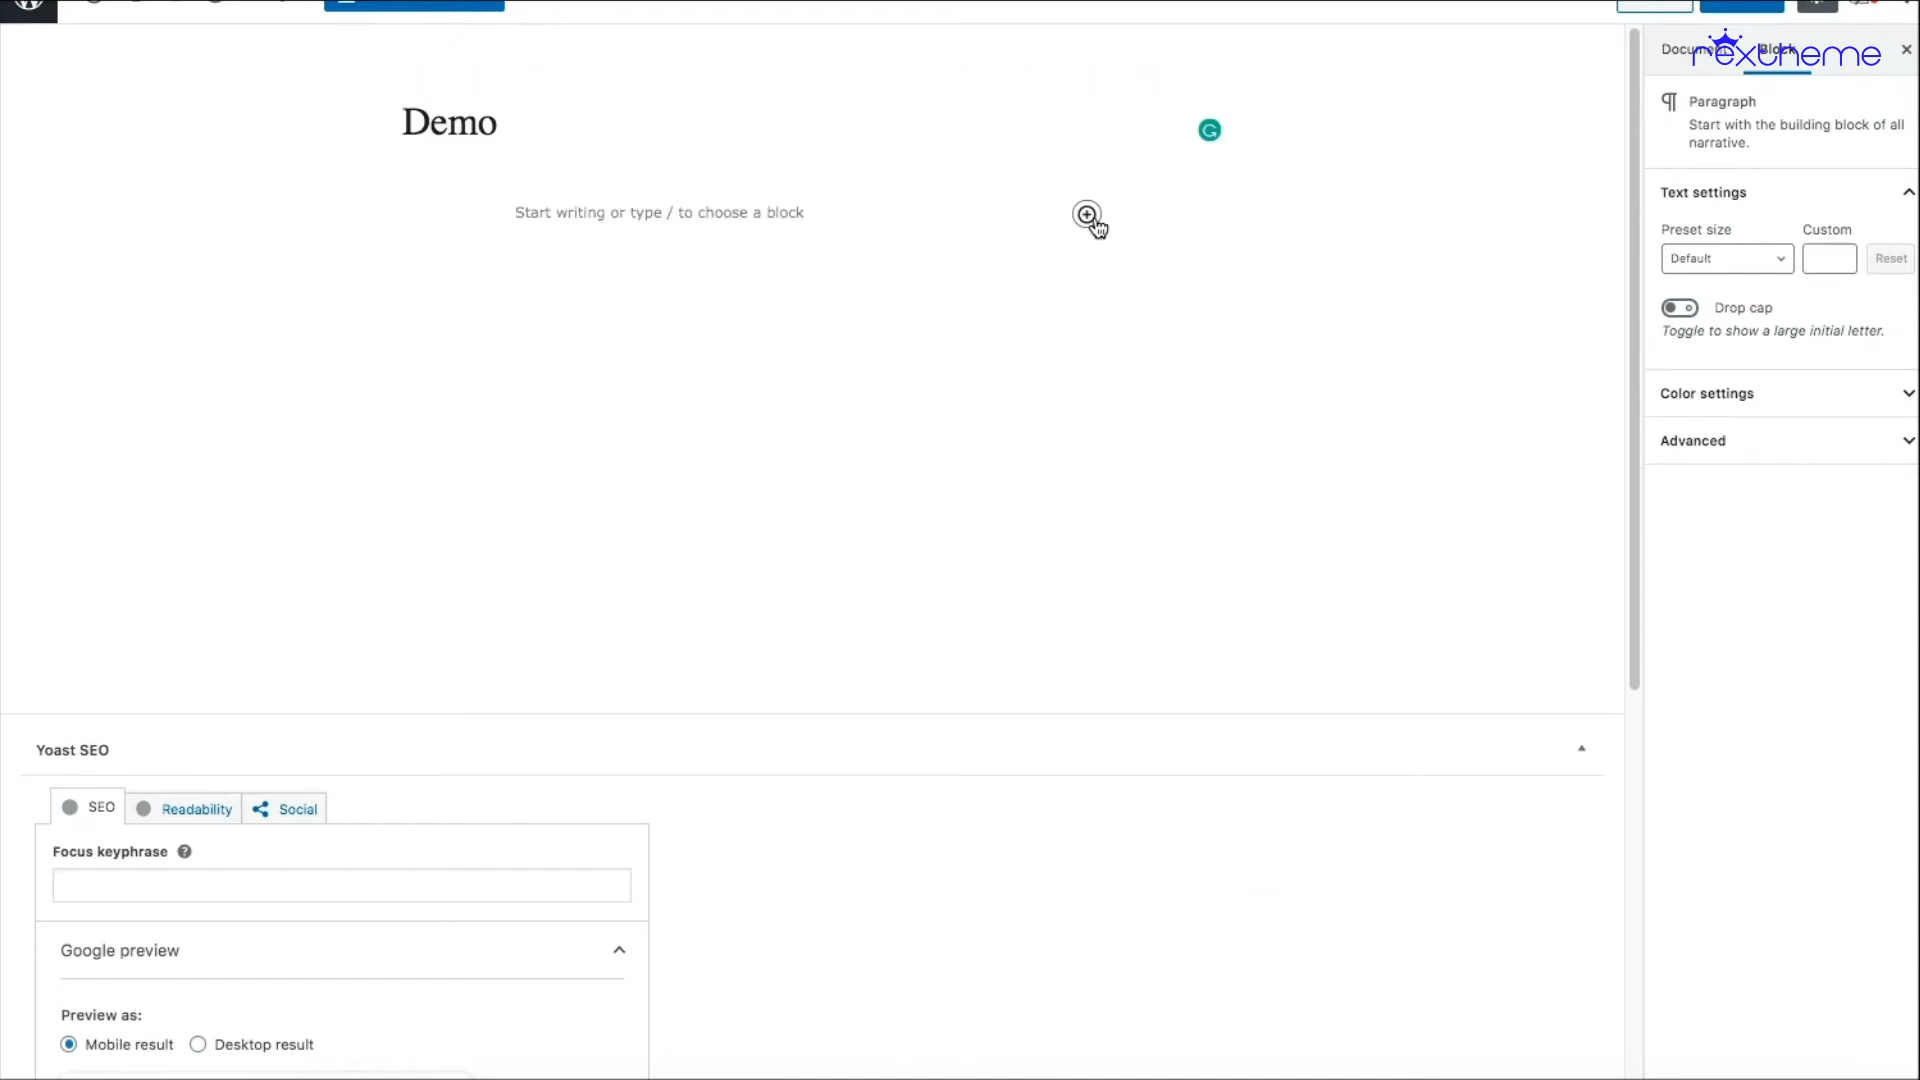 Document
Block
rextheme
Paragraph
Start with the building block of all
narrative.
Text settings
Preset size
Custom
Default
Reset
Drop cap
Toggle to show a large initial letter.
Color settings
Advanced
Demo
Start writing or type / to choose a block
Yoast SEO
SEO
Readability
Social
Focus keyphrase
Google preview
Preview as:
Mobile result
Desktop result